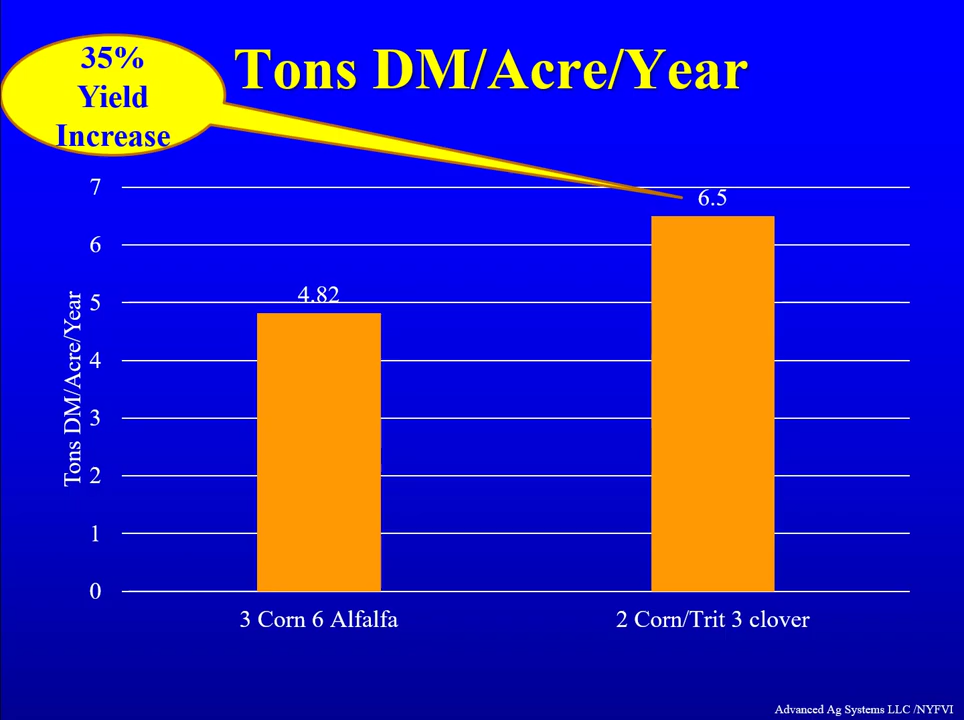 35%
Yield
Increase
Tons DM/Acre/Year
Tons DM/Acre/Year
7
6
5
4
3
2
1
0
4.82
6.5
3 Corn 6 Alfalfa
2 Corn/Trit 3 clover
Advanced Ag Systems LLC /NYFVI